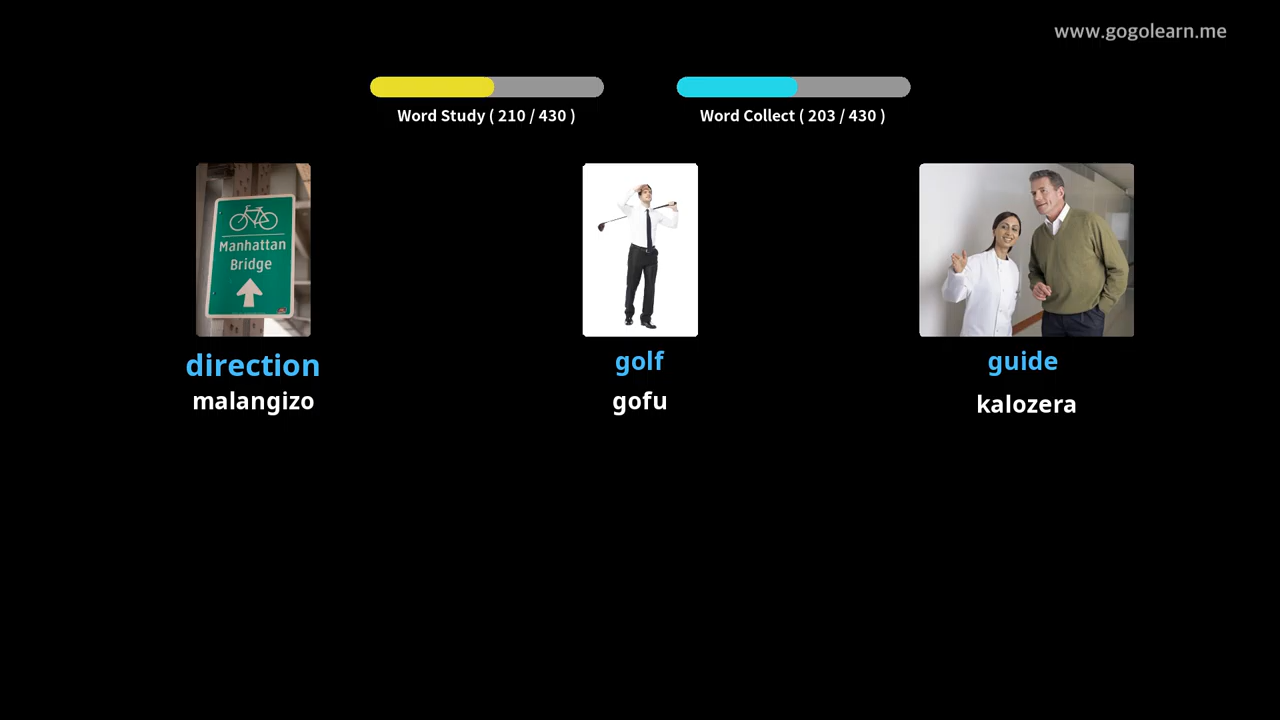 www.gogolearn.me
Word Study ( 210 / 430 )
Word Collect ( 203 / 430 )
Manhattan
Bridge
direction
malangizo
golf
gofu
guide
kalozera